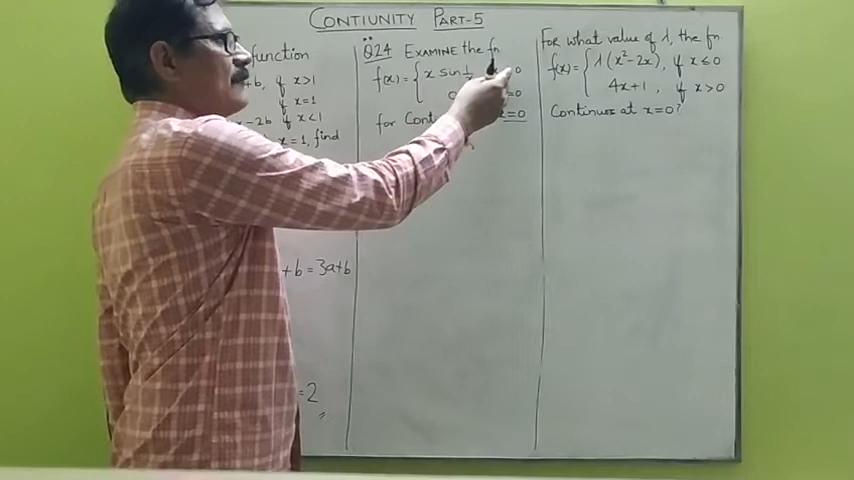 CONTIUNITY PART-5
function
+b, if x>1
if x=1
-2b if x<1
x=1, find
+b=3a+b
=2
Q24 EXAMINE the fn
f(x)={ x sin 1/ 0
0 =0
for Cont x=0
For what value of λ, the fn.
f(x)={ λ(x²-2x), if x≤0
4x+1, if x>0
Continuos at x=0?